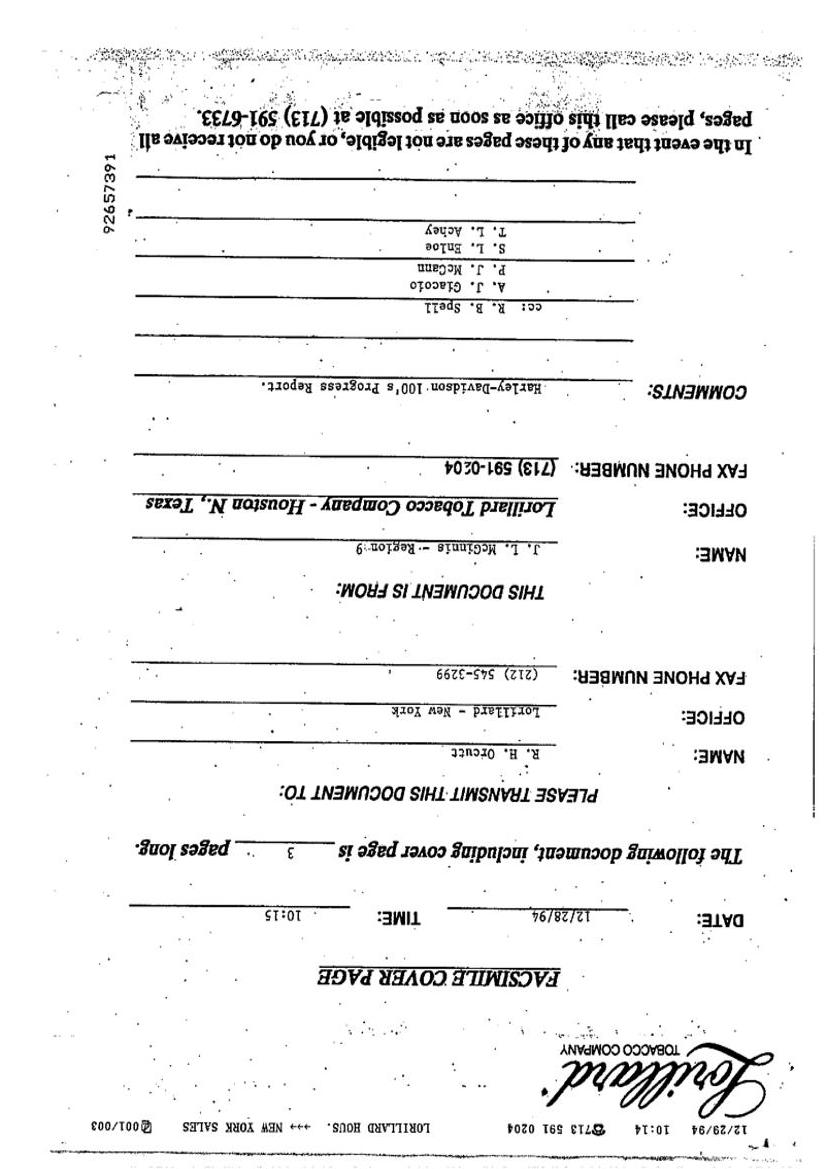 12/29/94 10:14 ☎713 591 0204 LORILLARD HOUS. →→→ NEW YORK SALES 001/003
Lorillard
TOBACCO COMPANY
FACSIMILE COVER PAGE
DATE: 12/28/94 TIME: 10:15
The following document, including cover page is 3 pages long.
PLEASE TRANSMIT THIS DOCUMENT TO:
NAME: R. H. Orcutt
OFFICE: Lorillard - New York
FAX PHONE NUMBER: (212) 545-3299
THIS DOCUMENT IS FROM:
NAME: J. L. McGinnis - Region 9
OFFICE: Lorillard Tobacco Company - Houston N., Texas
FAX PHONE NUMBER: (713) 591-0204
COMMENTS: Harley-Davidson 100's Progress Report.
cc: R. B. Spell
A. J. Giacoio
P. J. McCann
S. L. Enloe
T. L. Achey
In the event that any of these pages are not legible, or you do not receive all
pages, please call this office as soon as possible at (713) 591-6733.
92657391